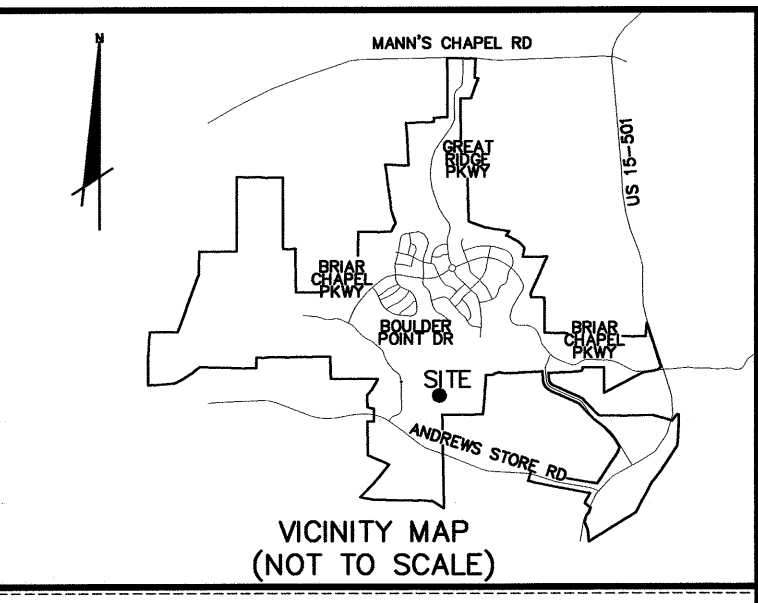 N
MANN'S CHAPEL RD
GREAT
RIDGE
PKWY
US 15-501
BRIAR
CHAPEL
PKWY
BOULDER
POINT DR
BRIAR
CHAPEL
PKWY
SITE
ANDREWS STORE RD
VICINITY MAP
(NOT TO SCALE)